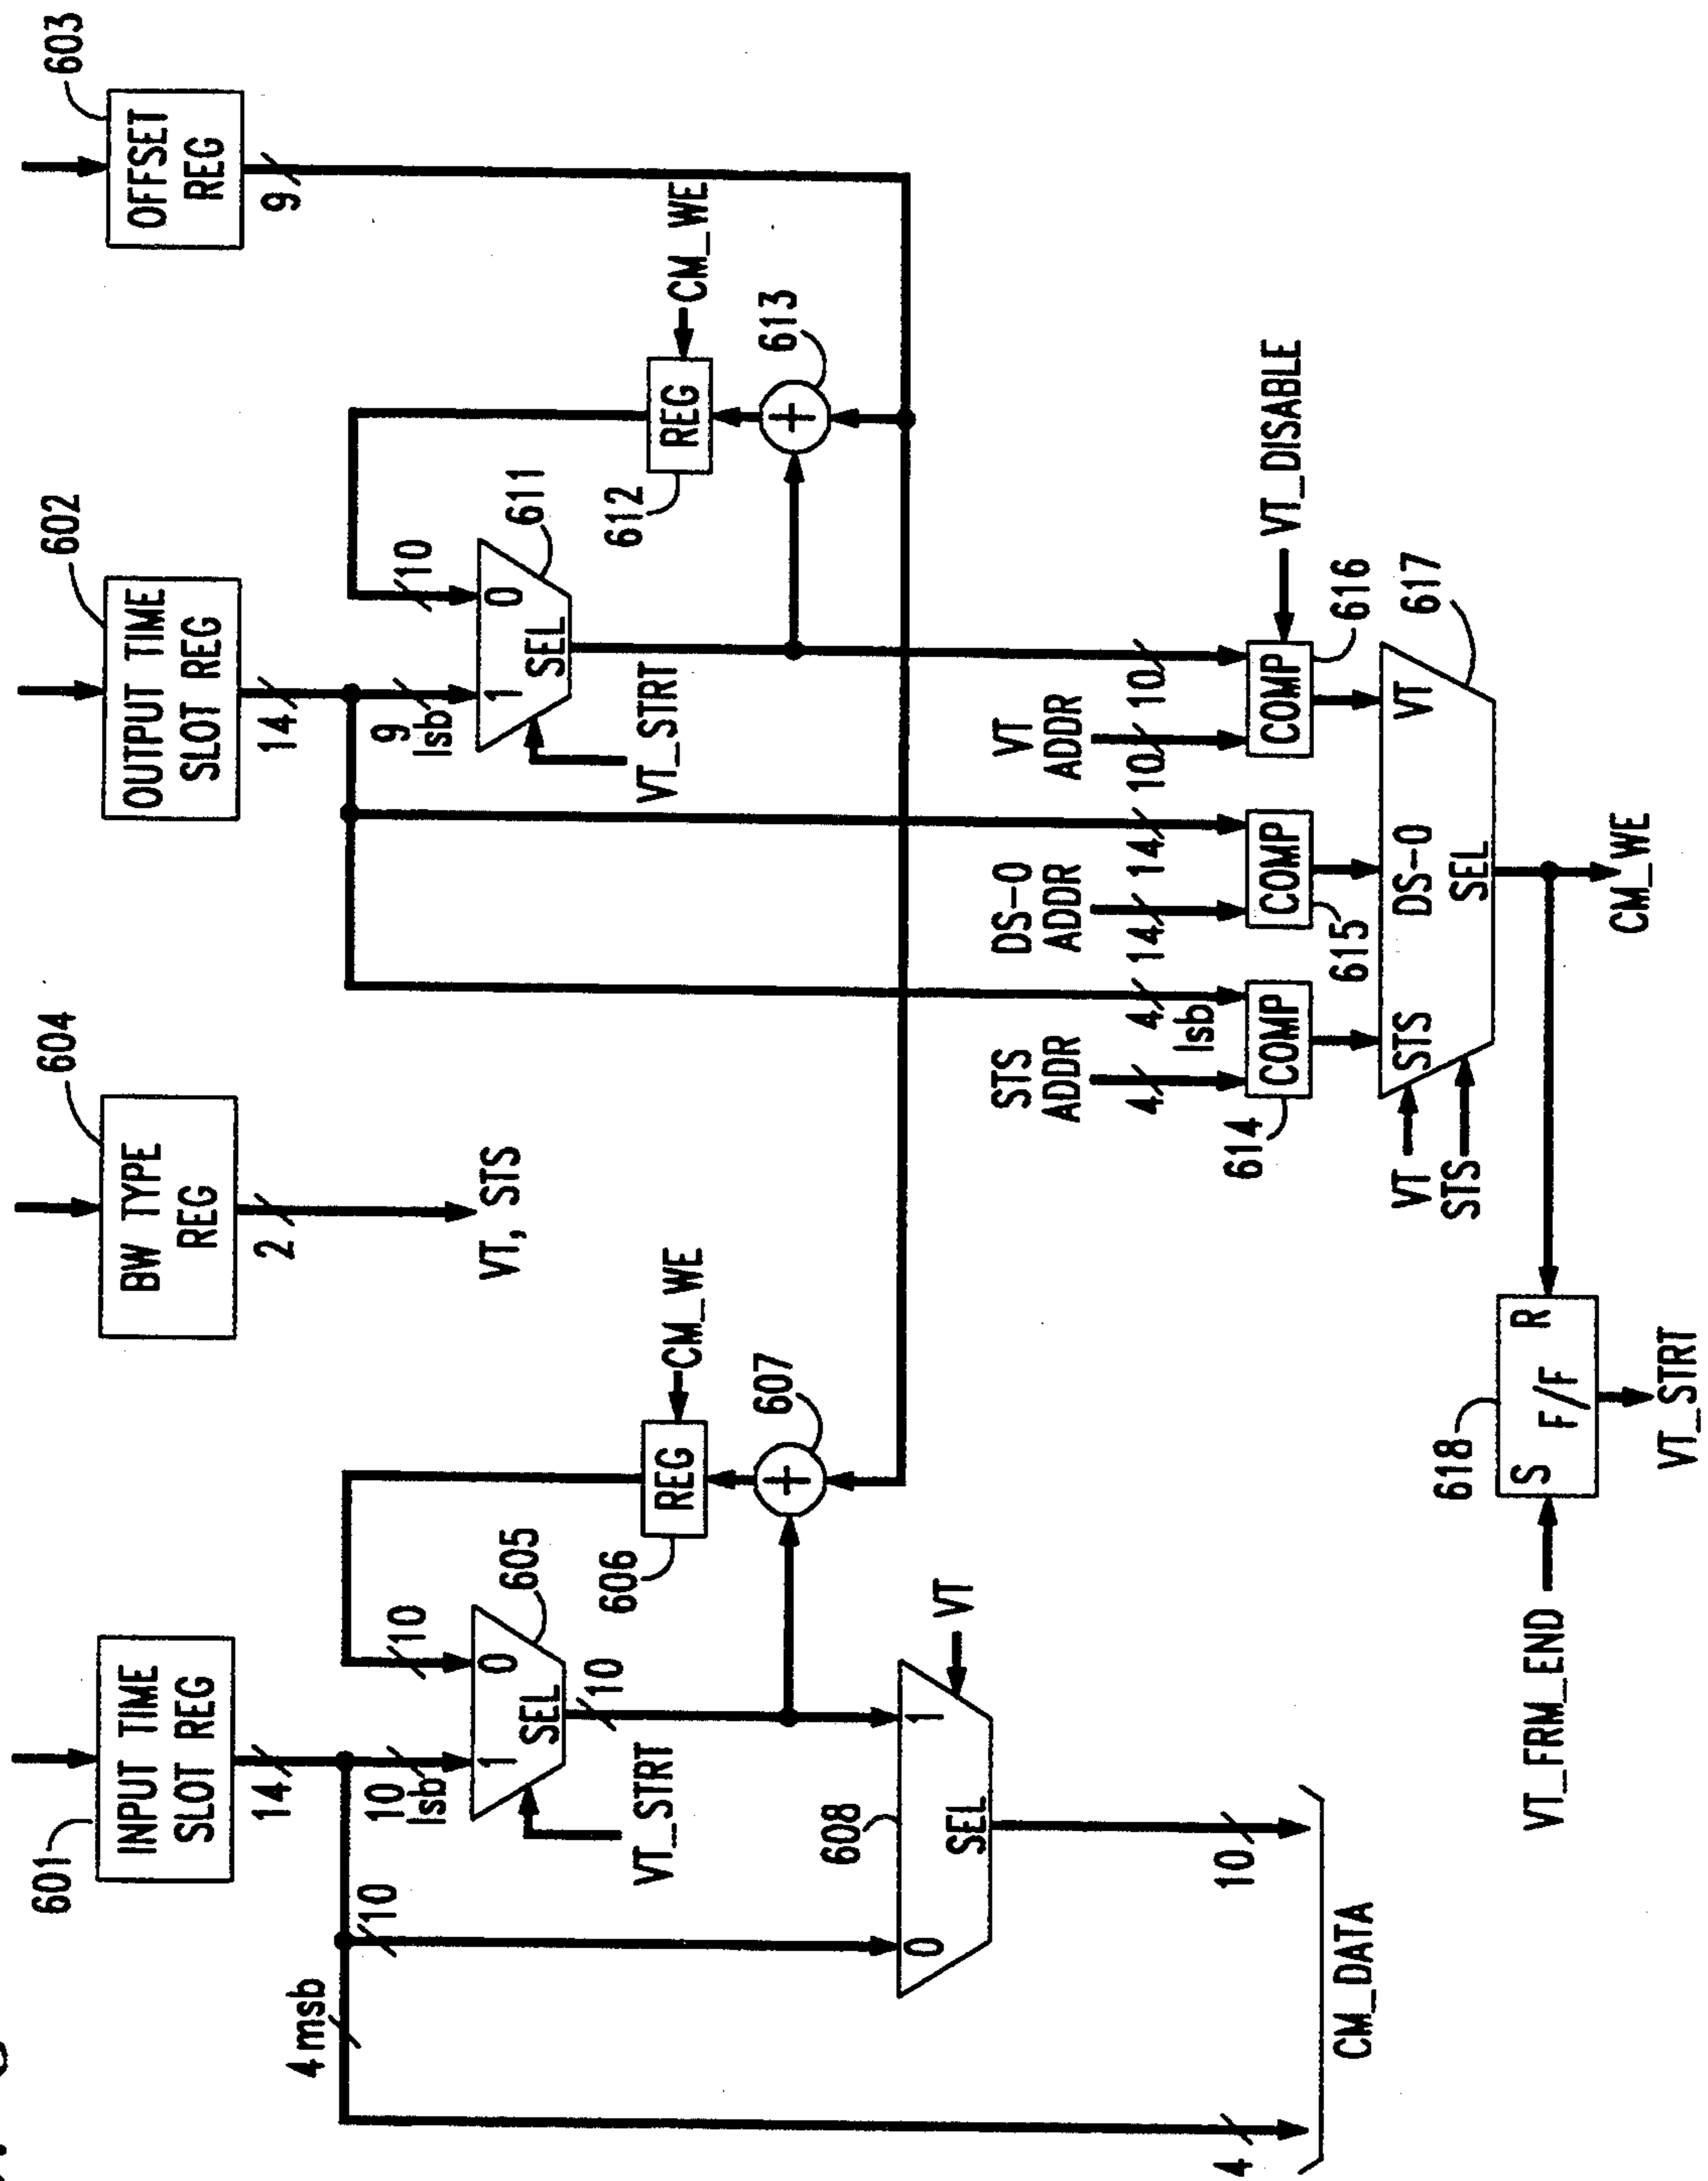 601
INPUT TIME
SLOT REG
604
BW TYPE
REG
602
OUTPUT TIME
SLOT REG
603
OFFSET
REG
14
2
14
9
4 msb
10
10
lsb
10
VT, STS
9
lsb
10
1
0
SEL
605
VT_STRT
10
606
REG
CM_WE
607
1
0
SEL
611
VT_STRT
612
REG
CM_WE
613
608
0
1
SEL
VT
4
10
CM_DATA
STS
ADDR
DS-0
ADDR
VT
ADDR
4
4
lsb
14
14
10
10
VT_DISABLE
COMP
614
COMP
615
COMP
616
STS
DS-0
VT
SEL
617
VT
STS
CM_WE
VT_FRM_END
618
S
R
F/F
VT_STRT